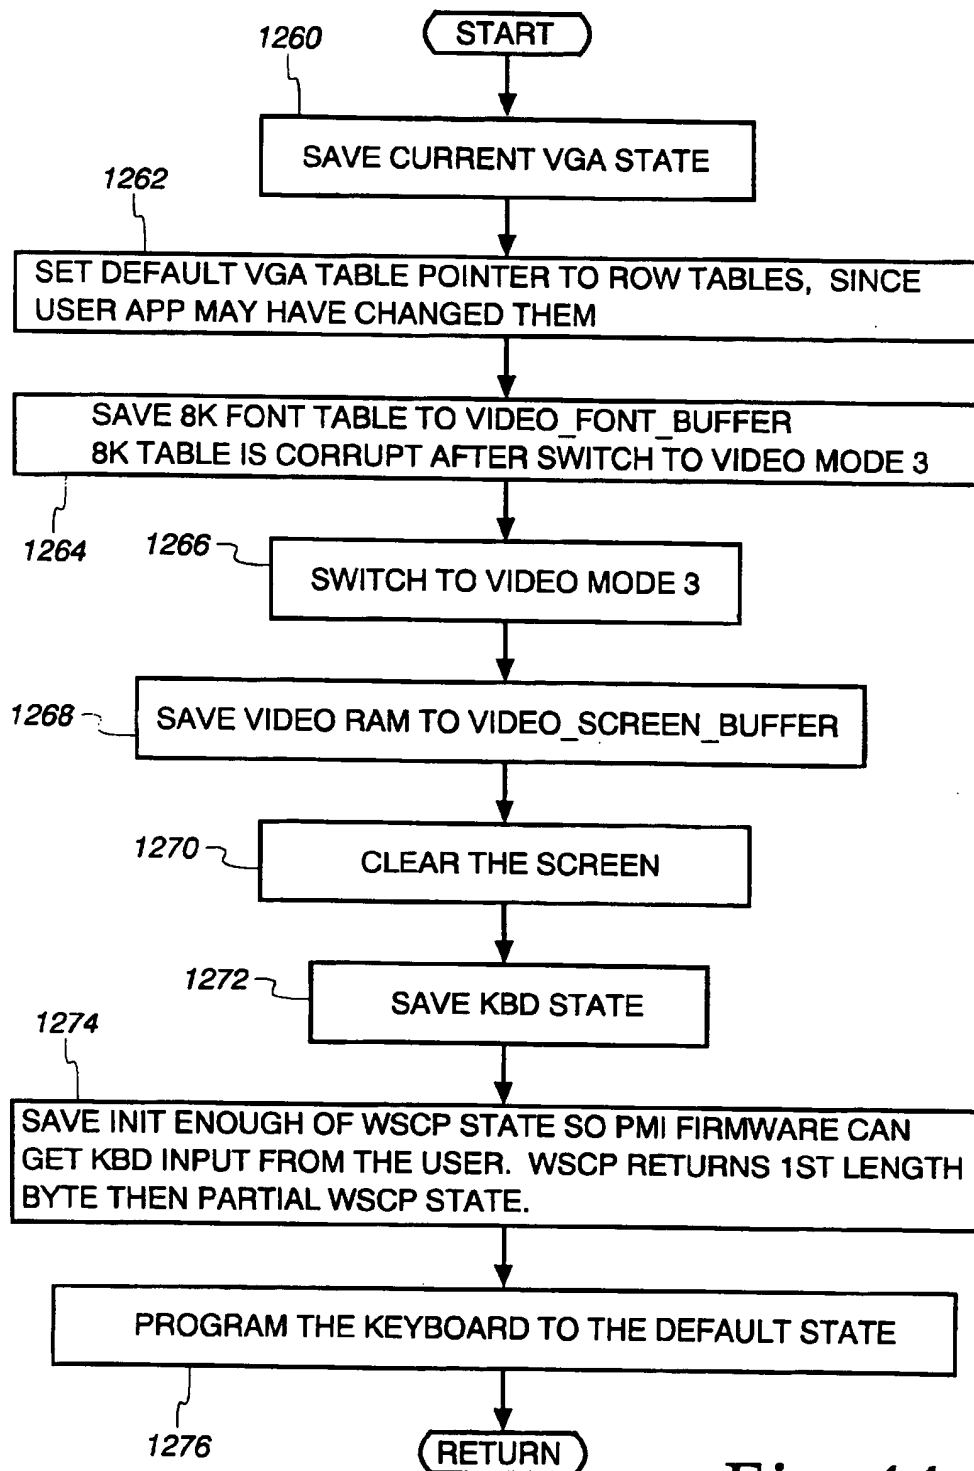 START
1260
SAVE CURRENT VGA STATE
1262
SET DEFAULT VGA TABLE POINTER TO ROW TABLES, SINCE
USER APP MAY HAVE CHANGED THEM
SAVE 8K FONT TABLE TO VIDEO_FONT_BUFFER
8K TABLE IS CORRUPT AFTER SWITCH TO VIDEO MODE 3
1264
1266
SWITCH TO VIDEO MODE 3
1268
SAVE VIDEO RAM TO VIDEO_SCREEN_BUFFER
1270
CLEAR THE SCREEN
1272
SAVE KBD STATE
1274
SAVE INIT ENOUGH OF WSCP STATE SO PMI FIRMWARE CAN
GET KBD INPUT FROM THE USER. WSCP RETURNS 1ST LENGTH
BYTE THEN PARTIAL WSCP STATE.
PROGRAM THE KEYBOARD TO THE DEFAULT STATE
1276
RETURN